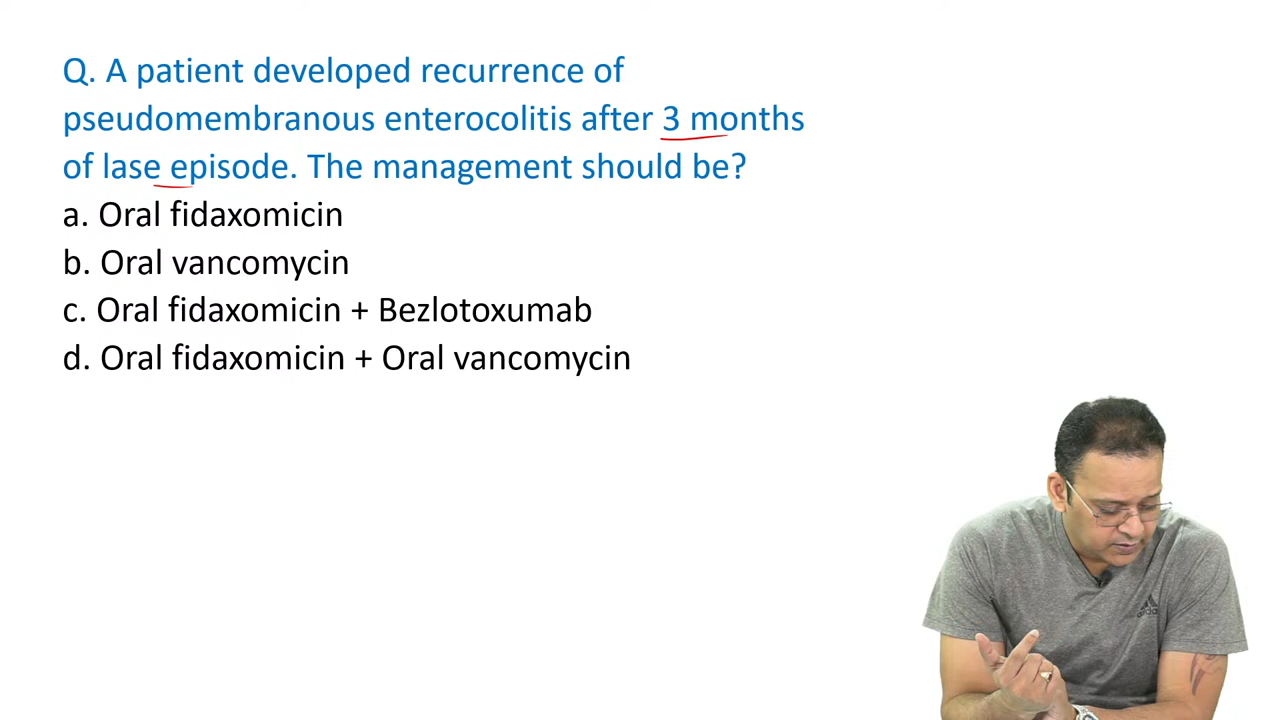 Q. A patient developed recurrence of
pseudomembranous enterocolitis after 3 months
of lase episode. The management should be?
a. Oral fidaxomicin
b. Oral vancomycin
c. Oral fidaxomicin + Bezlotoxumab
d. Oral fidaxomicin + Oral vancomycin
adidas